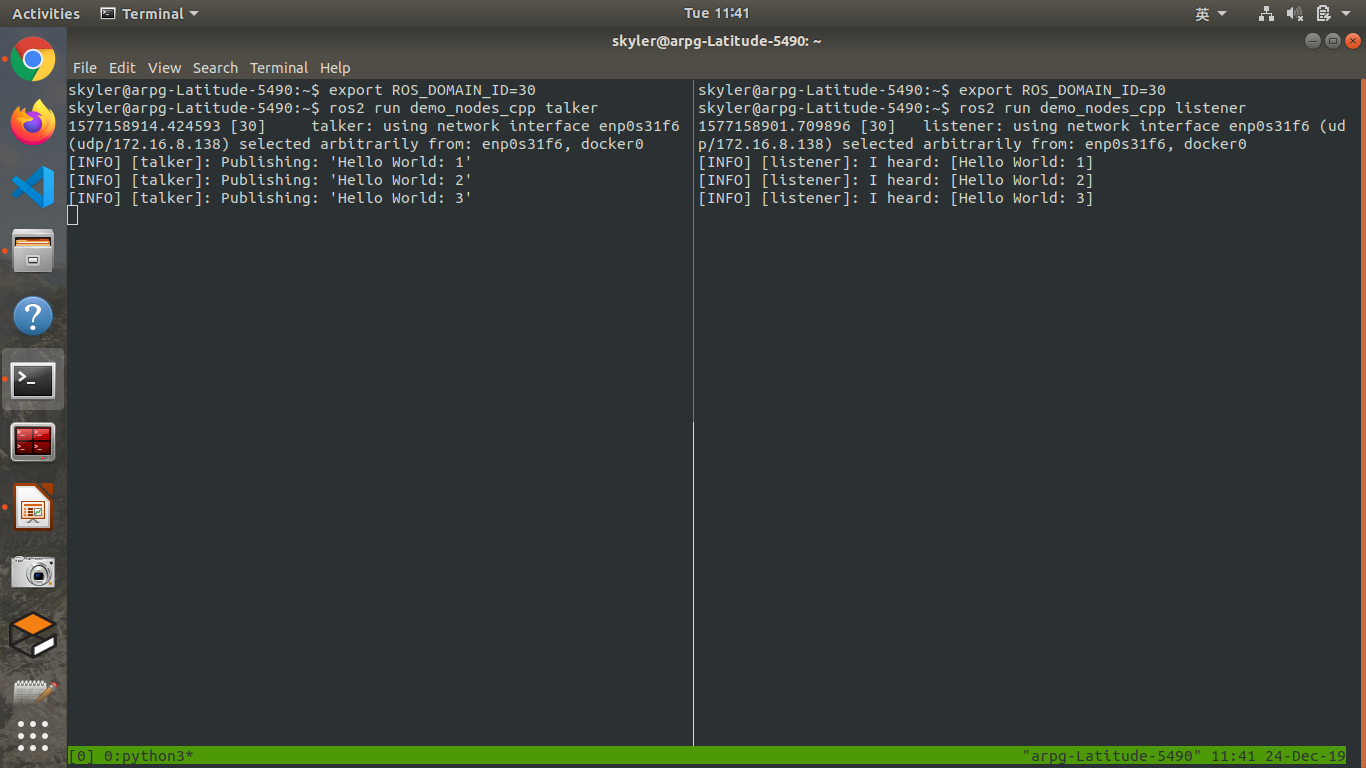 Activities Terminal Tue 11:41 英
skyler@arpg-Latitude-5490: ~
File Edit View Search Terminal Help
skyler@arpg-Latitude-5490:~$ export ROS_DOMAIN_ID=30
skyler@arpg-Latitude-5490:~$ ros2 run demo_nodes_cpp talker
1577158914.424593 [30]     talker: using network interface enp0s31f6
(udp/172.16.8.138) selected arbitrarily from: enp0s31f6, docker0
[INFO] [talker]: Publishing: 'Hello World: 1'
[INFO] [talker]: Publishing: 'Hello World: 2'
[INFO] [talker]: Publishing: 'Hello World: 3'
skyler@arpg-Latitude-5490:~$ export ROS_DOMAIN_ID=30
skyler@arpg-Latitude-5490:~$ ros2 run demo_nodes_cpp listener
1577158901.709896 [30]   listener: using network interface enp0s31f6 (ud
p/172.16.8.138) selected arbitrarily from: enp0s31f6, docker0
[INFO] [listener]: I heard: [Hello World: 1]
[INFO] [listener]: I heard: [Hello World: 2]
[INFO] [listener]: I heard: [Hello World: 3]
[0] 0:python3* "arpg-Latitude-5490" 11:41 24-Dec-19